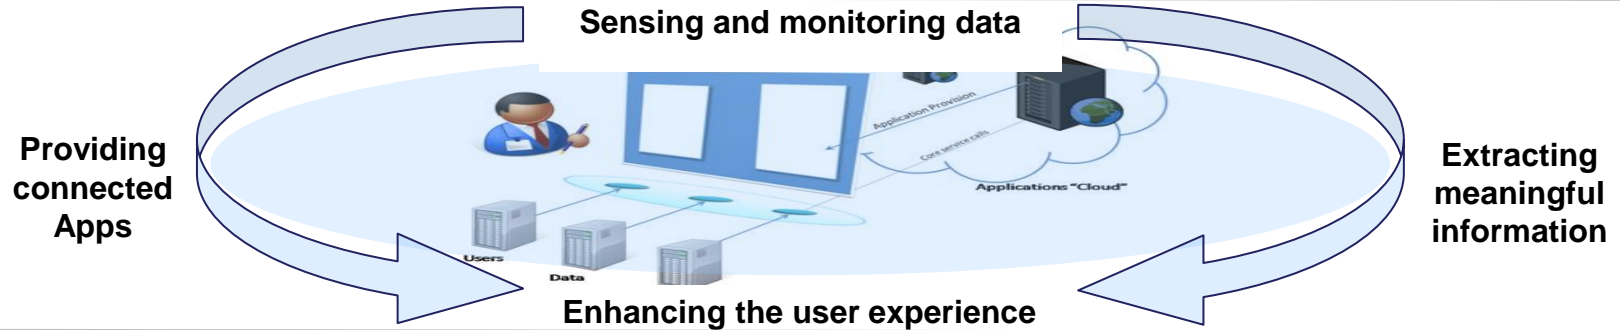 Sensing and monitoring data
Application Provision
Core service calls
Providing
connected
Apps
Extracting
meaningful
information
Applications "Cloud"
Users
Data
Enhancing the user experience